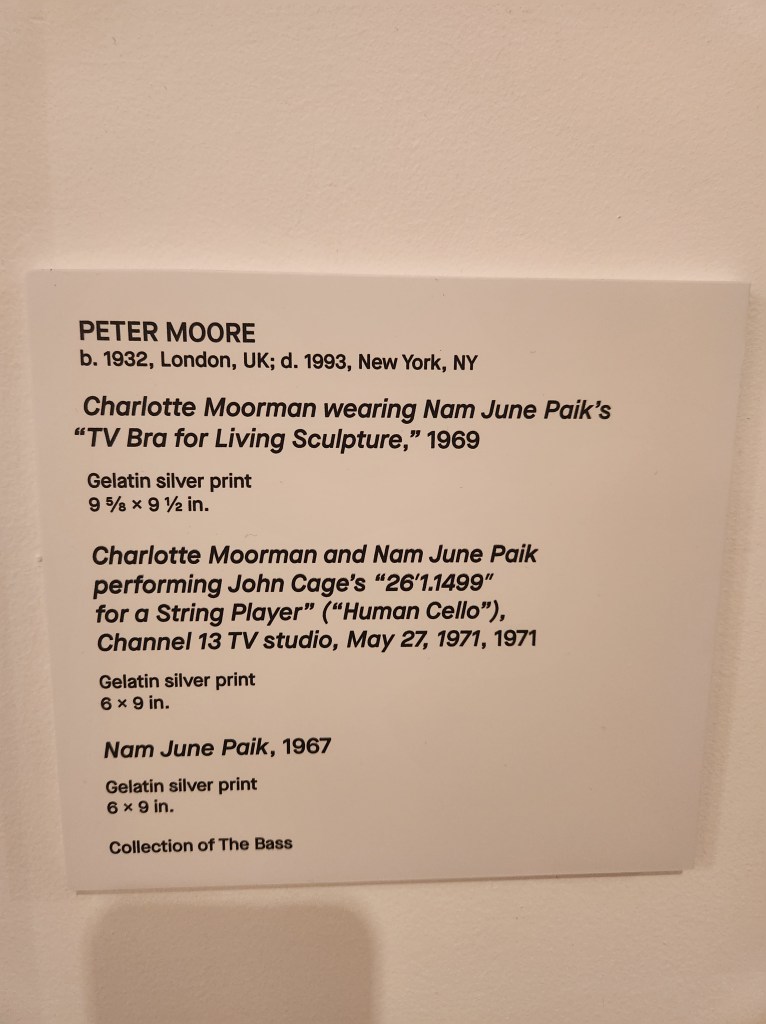 PETER MOORE
b. 1932, London, UK; d. 1993, New York, NY
Charlotte Moorman wearing Nam June Paik's
“TV Bra for Living Sculpture,” 1969
Gelatin silver print
9 ⅝ × 9 ½ in.
Charlotte Moorman and Nam June Paik
performing John Cage's “26'1.1499"
for a String Player” (“Human Cello”),
Channel 13 TV studio, May 27, 1971, 1971
Gelatin silver print
6 × 9 in.
Nam June Paik, 1967
Gelatin silver print
6 × 9 in.
Collection of The Bass